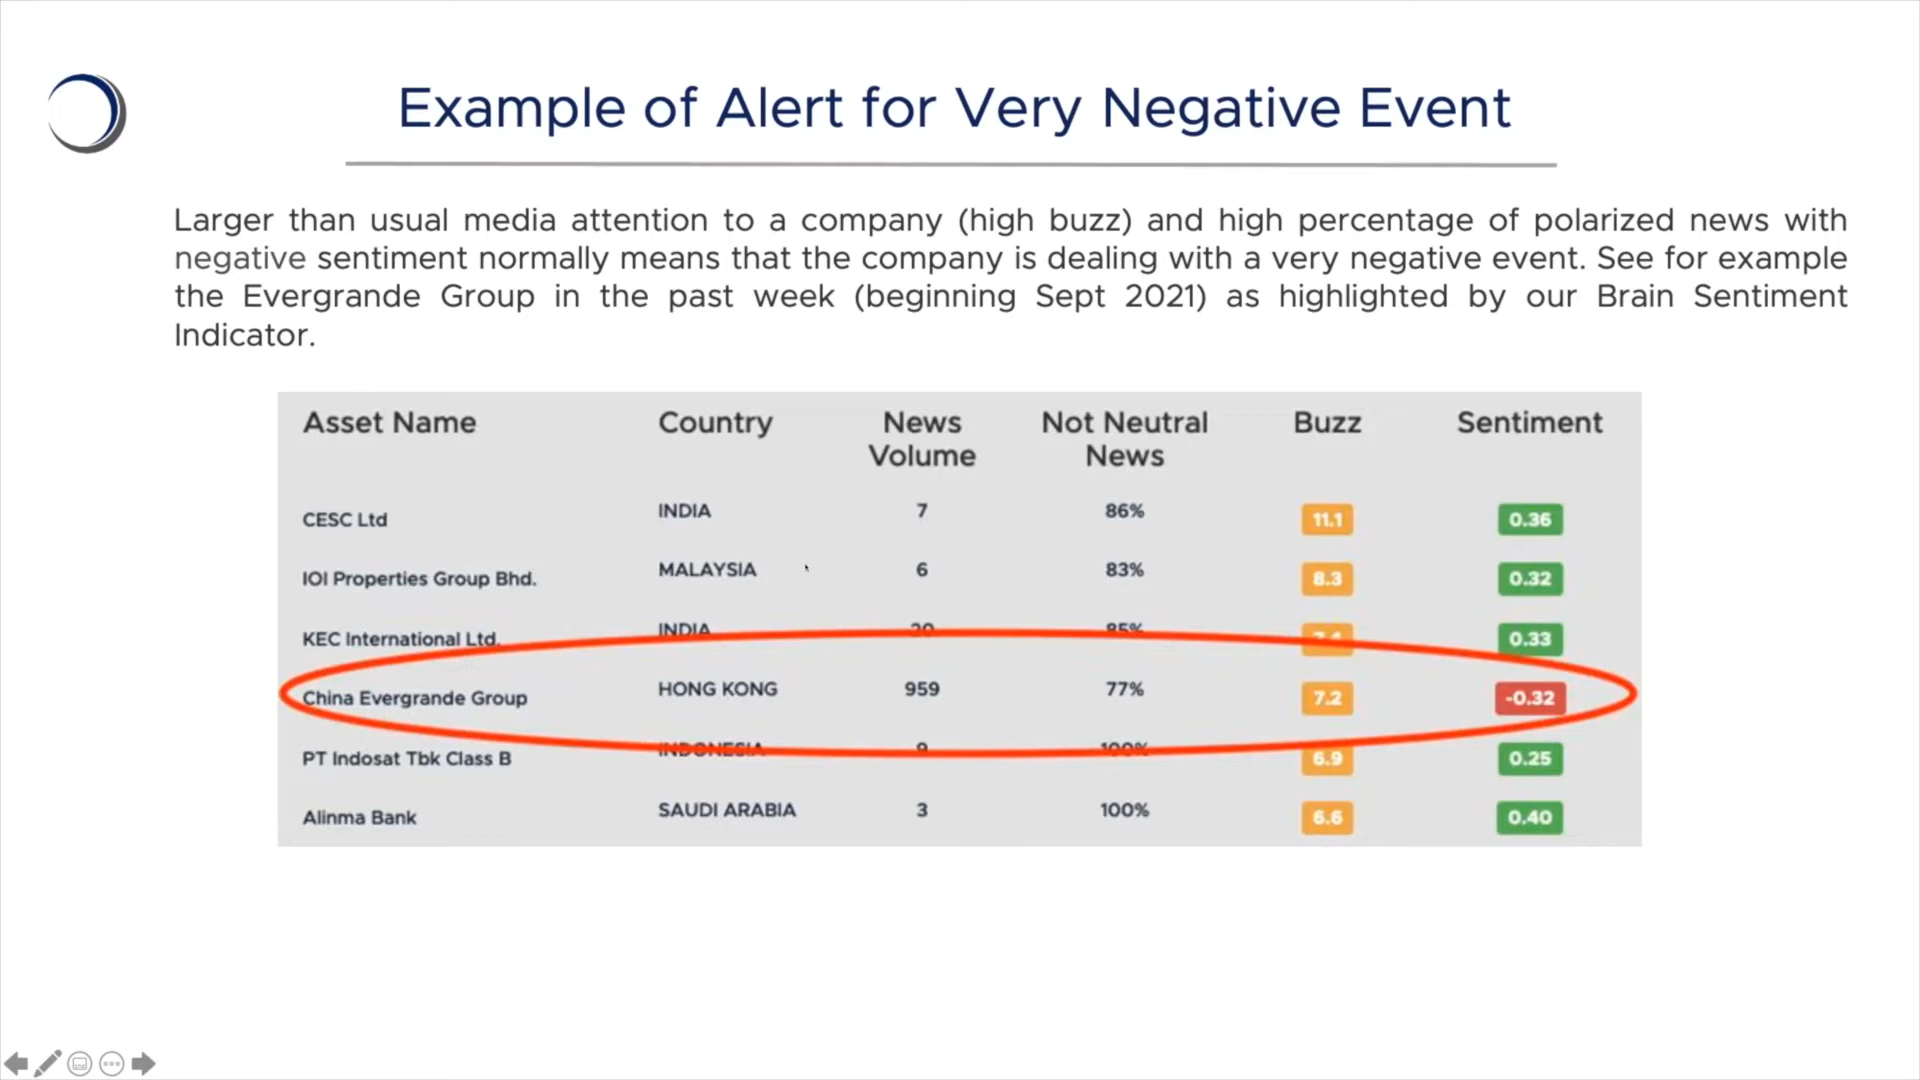 Example of Alert for Very Negative Event
Larger than usual media attention to a company (high buzz) and high percentage of polarized news with
negative sentiment normally means that the company is dealing with a very negative event. See for example
the Evergrande Group in the past week (beginning Sept 2021) as highlighted by our Brain Sentiment
Indicator.
Asset Name Country News Volume Not Neutral News Buzz Sentiment
CESC Ltd INDIA 7 86% 11.1 0.36
IOI Properties Group Bhd. MALAYSIA 6 83% 8.3 0.32
KEC International Ltd. INDIA 20 85% 0.33
China Evergrande Group HONG KONG 959 77% 7.2 -0.32
PT Indosat Tbk Class B INDONESIA 9 100% 6.9 0.25
Alinma Bank SAUDI ARABIA 3 100% 6.6 0.40